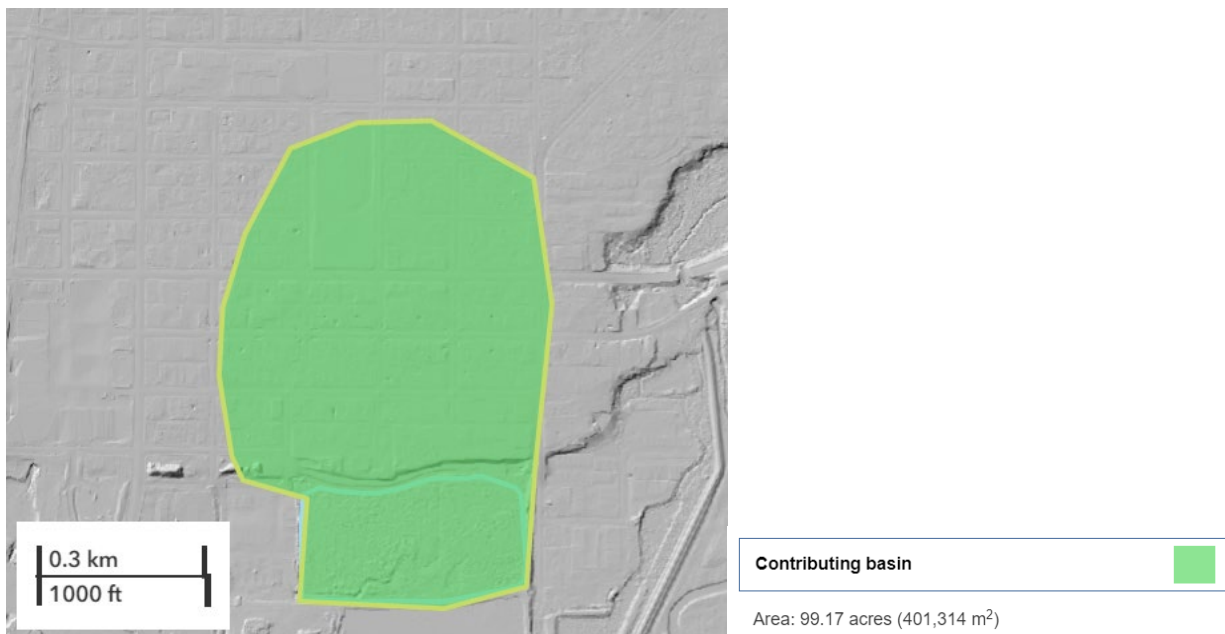 0.3 km
1000 ft
Contributing basin
Area: 99.17 acres (401,314 m²)